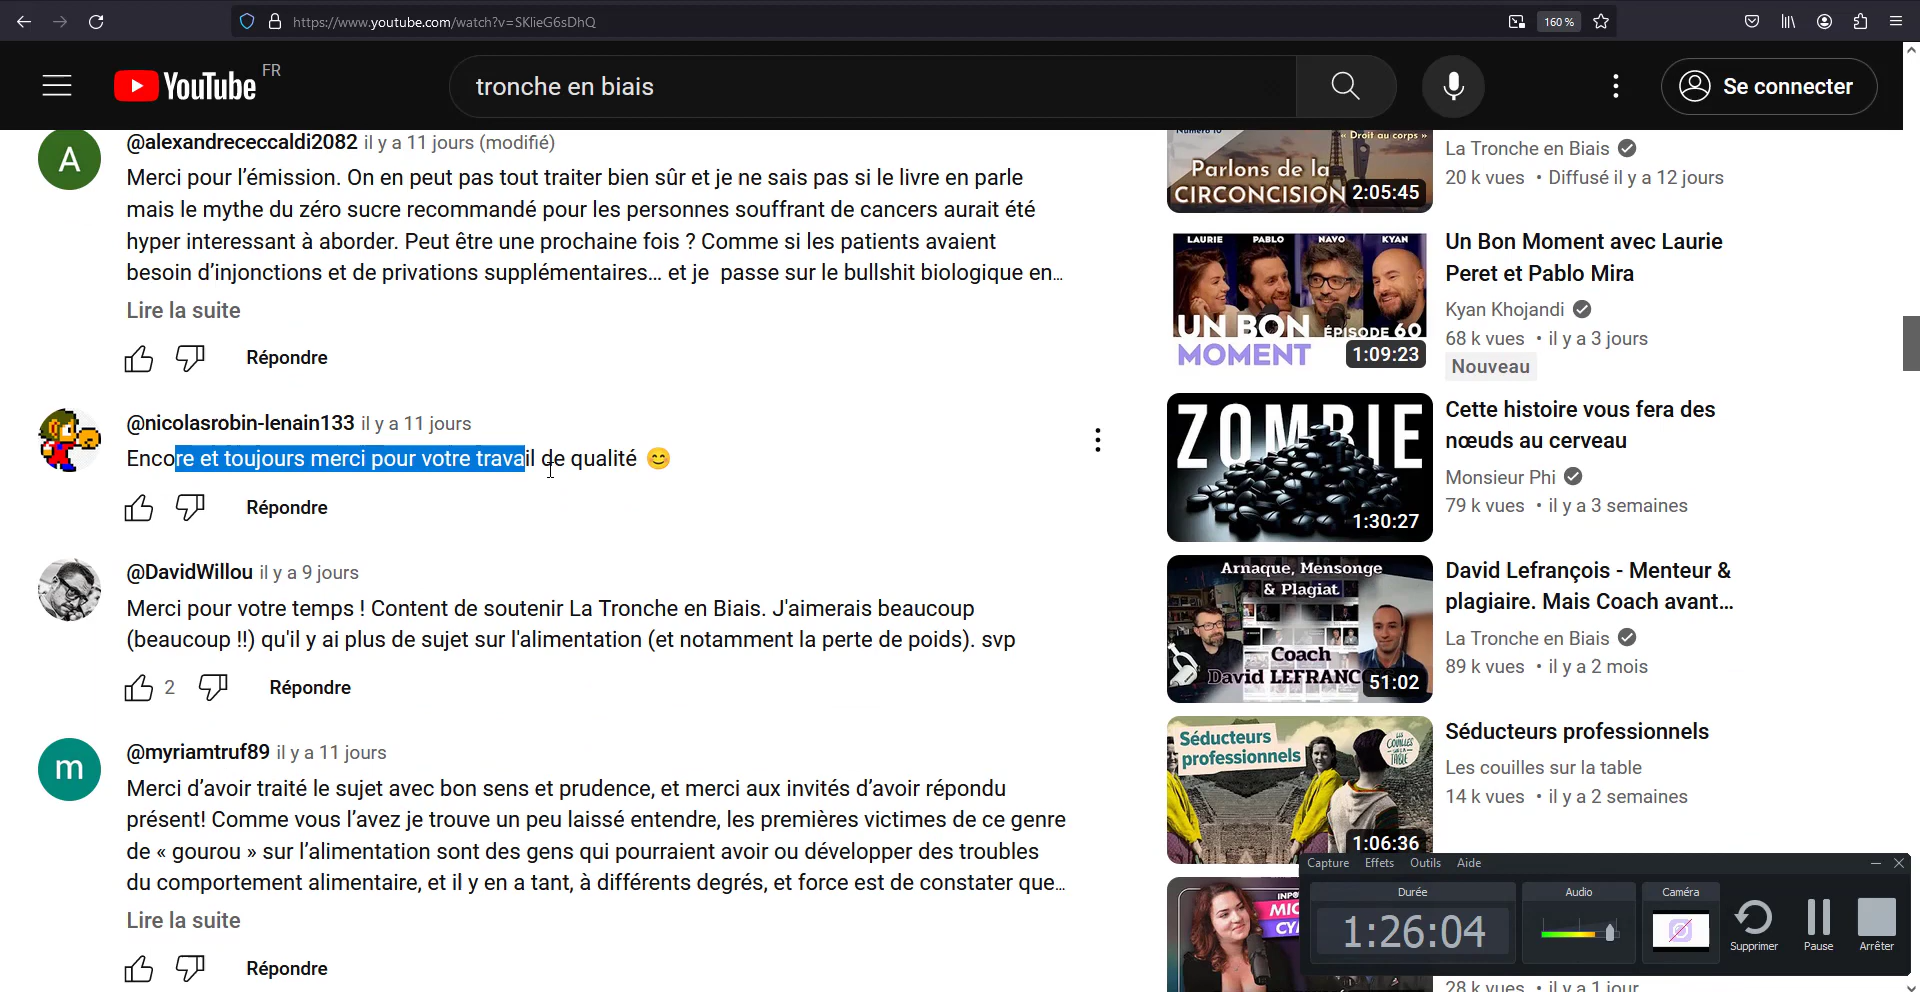 https://www.youtube.com/watch?v=SKlieG6sDhQ
160 %
YouTube FR
tronche en biais
Se connecter
@alexandrececcaldi2082 il y a 11 jours (modifié)
Merci pour l’émission. On en peut pas tout traiter bien sûr et je ne sais pas si le livre en parle
mais le mythe du zéro sucre recommandé pour les personnes souffrant de cancers aurait été
hyper interessant à aborder. Peut être une prochaine fois ? Comme si les patients avaient
besoin d’injonctions et de privations supplémentaires... et je passe sur le bullshit biologique en...
Lire la suite
Répondre
@nicolasrobin-lenain133 il y a 11 jours
Encore et toujours merci pour votre travail de qualité 😊
Répondre
@DavidWillou il y a 9 jours
Merci pour votre temps ! Content de soutenir La Tronche en Biais. J'aimerais beaucoup
(beaucoup !!) qu'il y ai plus de sujet sur l'alimentation (et notamment la perte de poids). svp
2
Répondre
@myriamtruf89 il y a 11 jours
Merci d’avoir traité le sujet avec bon sens et prudence, et merci aux invités d’avoir répondu
présent! Comme vous l’avez je trouve un peu laissé entendre, les premières victimes de ce genre
de « gourou » sur l’alimentation sont des gens qui pourraient avoir ou développer des troubles
du comportement alimentaire, et il y en a tant, à différents degrés, et force est de constater que...
Lire la suite
Répondre
Numéro 10
« Droit au corps »
Parlons de la
CIRCONCISION
2:05:45
La Tronche en Biais
20 k vues • Diffusé il y a 12 jours
LAURIE PABLO NAVO KYAN
UN BON
MOMENT
ÉPISODE 60
1:09:23
Un Bon Moment avec Laurie
Peret et Pablo Mira
Kyan Khojandi
68 k vues • il y a 3 jours
Nouveau
ZOMBIE
1:30:27
Cette histoire vous fera des
nœuds au cerveau
Monsieur Phi
79 k vues • il y a 3 semaines
Arnaque, Mensonge
& Plagiat
Coach
David LEFRANC
51:02
David Lefrançois - Menteur &
plagiaire. Mais Coach avant...
La Tronche en Biais
89 k vues • il y a 2 mois
Séducteurs
professionnels
LES COUILLES SUR LA TABLE
1:06:36
Séducteurs professionnels
Les couilles sur la table
14 k vues • il y a 2 semaines
Capture Effets Outils Aide
Durée
1:26:04
Audio
Caméra
Supprimer
Pause
Arrêter
28 k vues • il y a 1 jour